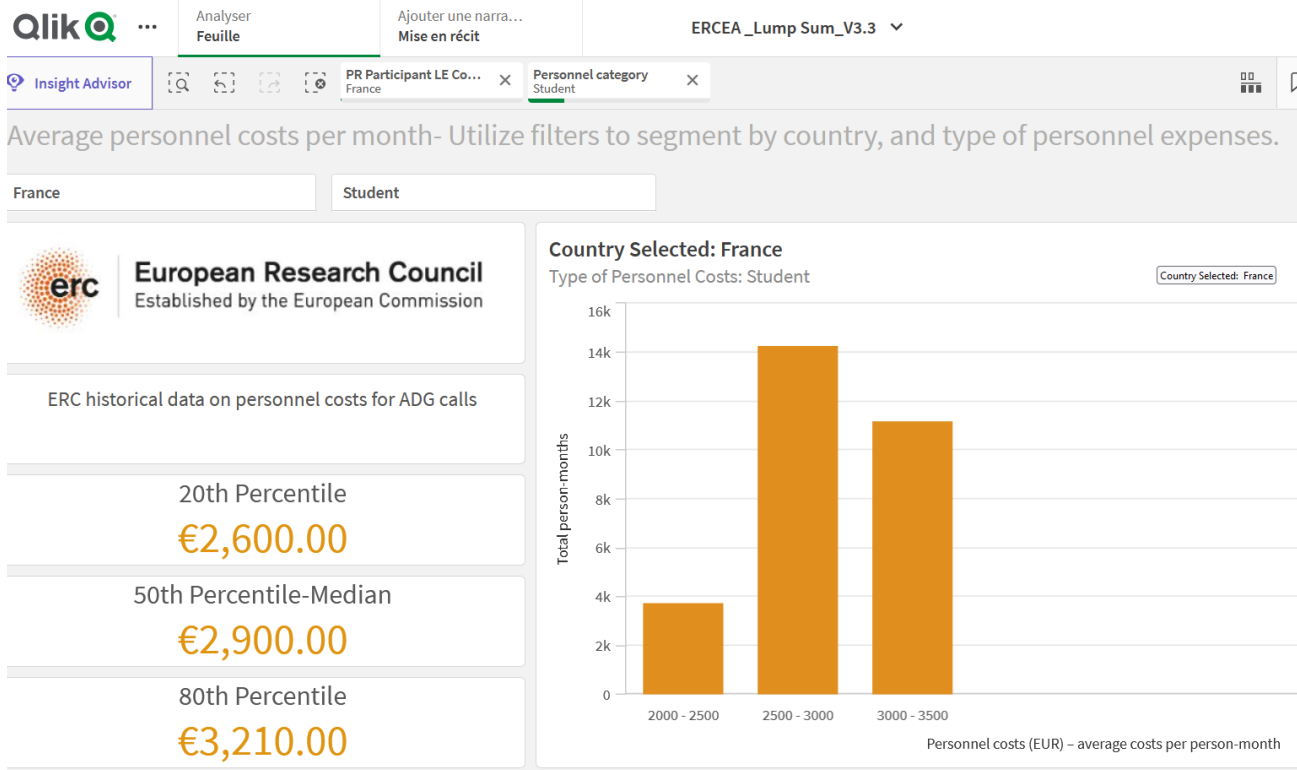 Qlik
Analyser
Feuille
Ajouter une narra...
Mise en récit
ERCEA _Lump Sum_V3.3
Insight Advisor
PR Participant LE Co...
France
Personnel category
Student
Average personnel costs per month- Utilize filters to segment by country, and type of personnel expenses.
France
Student
erc
European Research Council
Established by the European Commission
ERC historical data on personnel costs for ADG calls
20th Percentile
€2,600.00
50th Percentile-Median
€2,900.00
80th Percentile
€3,210.00
Country Selected: France
Type of Personnel Costs: Student
Country Selected: France
Total person-months
16k
14k
12k
10k
8k
6k
4k
2k
0
2000 - 2500
2500 - 3000
3000 - 3500
Personnel costs (EUR) – average costs per person-month